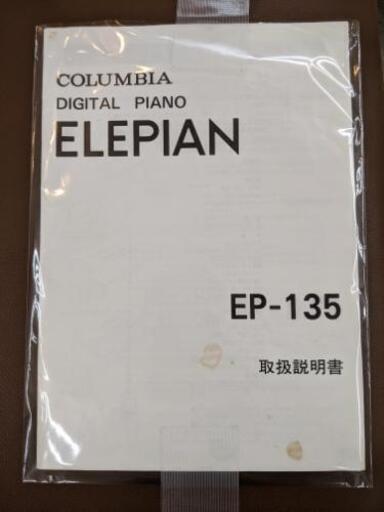 COLUMBIA
DIGITAL PIANO
ELEPIAN
EP-135
取扱説明書